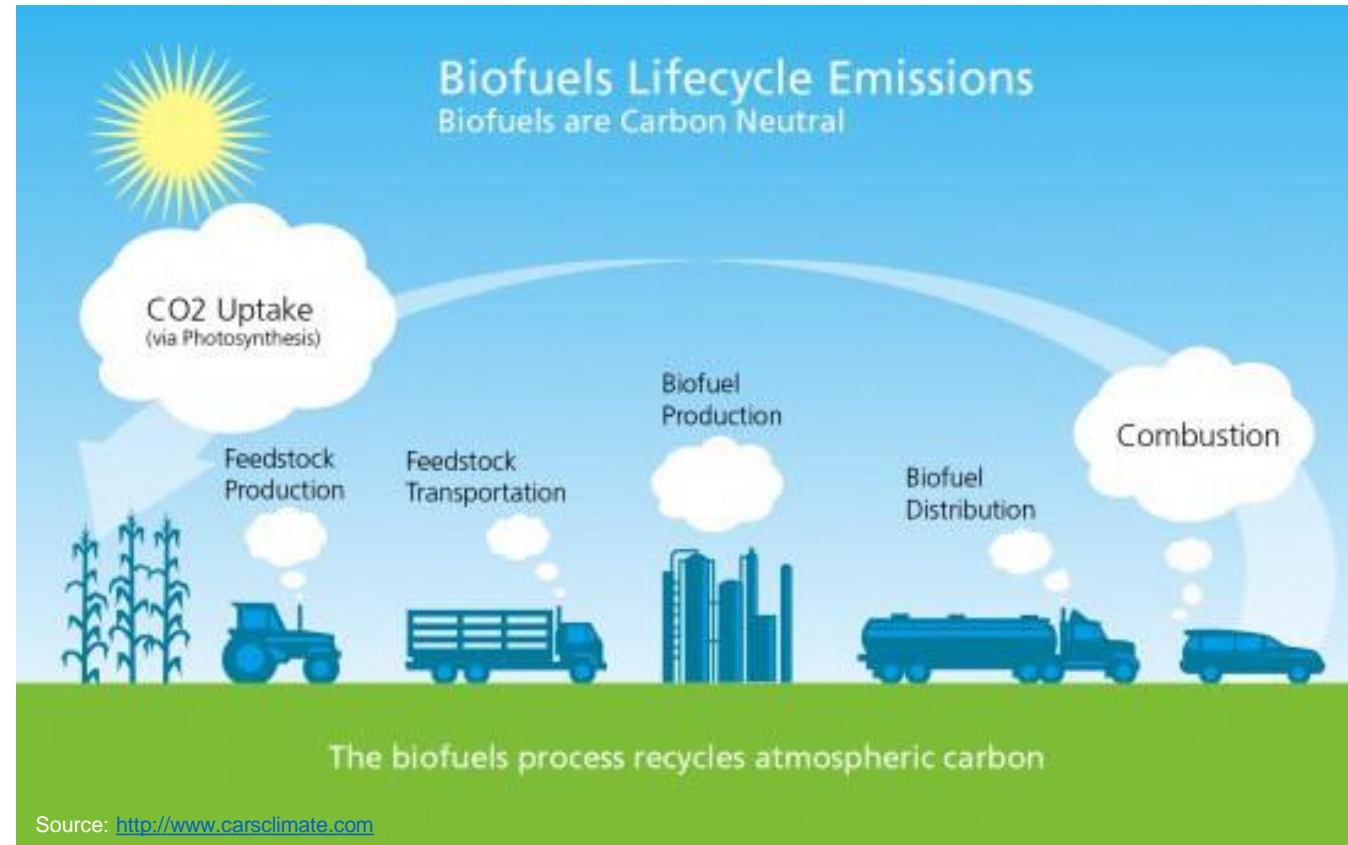 Biofuels Lifecycle Emissions
Biofuels are Carbon Neutral
CO2 Uptake
(via Photosynthesis)
Feedstock
Production
Feedstock
Transportation
Biofuel
Production
Biofuel
Distribution
Combustion
The biofuels process recycles atmospheric carbon
Source: http://www.carsclimate.com